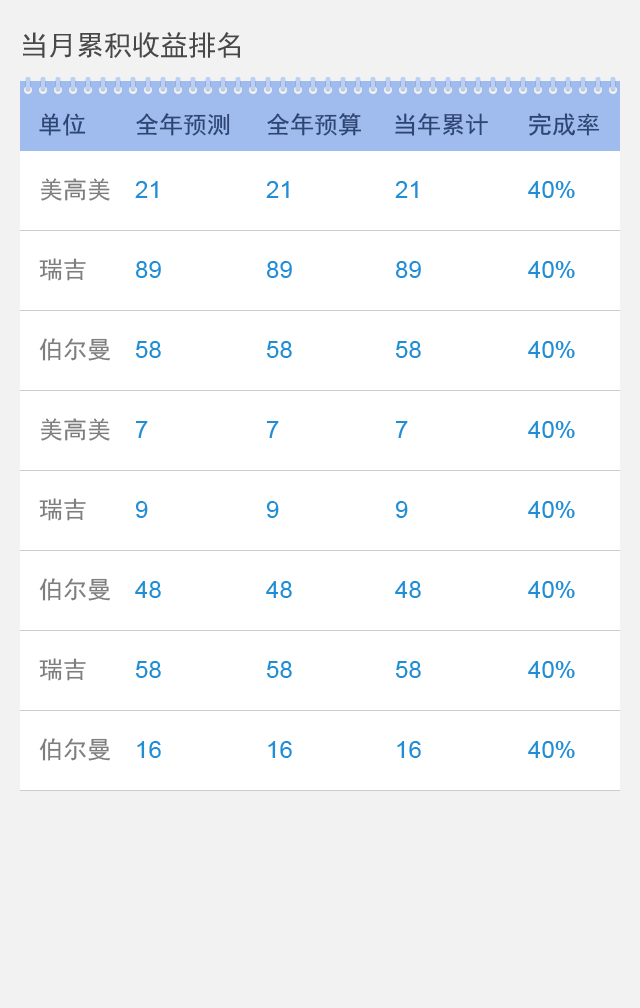 当月累积收益排名
单位 全年预测 全年预算 当年累计 完成率
美高美 21 21 21 40%
瑞吉 89 89 89 40%
伯尔曼 58 58 58 40%
美高美 7 7 7 40%
瑞吉 9 9 9 40%
伯尔曼 48 48 48 40%
瑞吉 58 58 58 40%
伯尔曼 16 16 16 40%